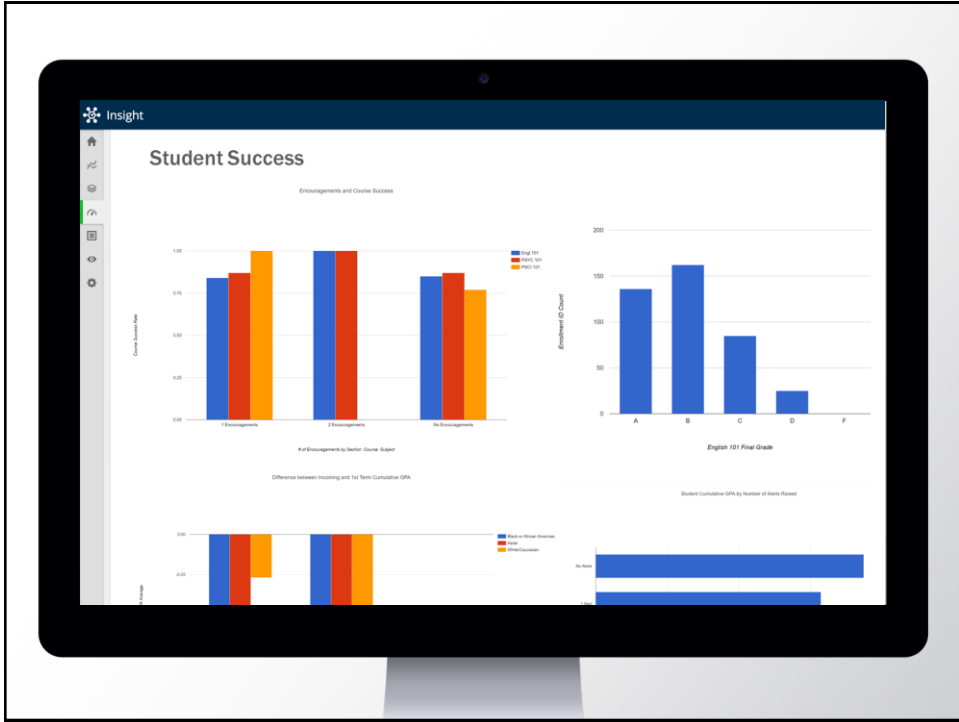 Insight
Student Success
Encouragements and Course Success
1.00
0.75
0.50
0.25
0.00
Course Success Rate
Engl 101
PSYC 101
PSCI 101
1 Encouragements
2 Encouragements
No Encouragements
# of Encouragements by Section: Course: Subject
200
150
100
50
0
Enrollment ID Count
A
B
C
D
F
English 101 Final Grade
Difference between Incoming and 1st Term Cumulative GPA
0.00
-0.25
Black or African American
Asian
White/Caucasian
Student Cumulative GPA by Number of Alerts Raised
No Alerts